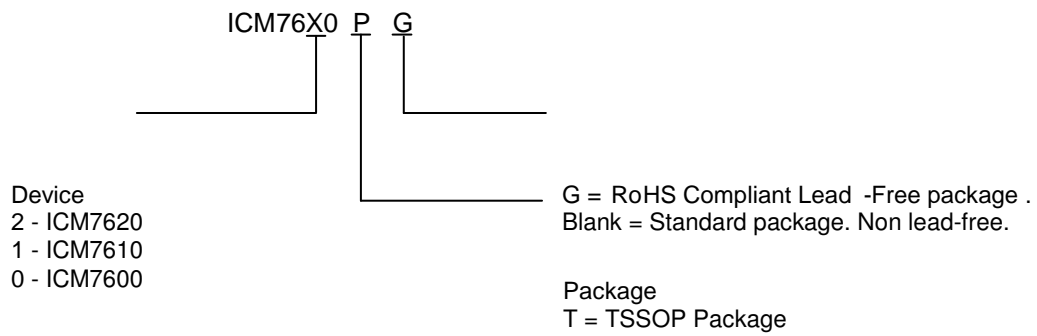 ICM76X0 P G
Device
2 - ICM7620
1 - ICM7610
0 - ICM7600
G = RoHS Compliant Lead -Free package .
Blank = Standard package. Non lead-free.
Package
T = TSSOP Package